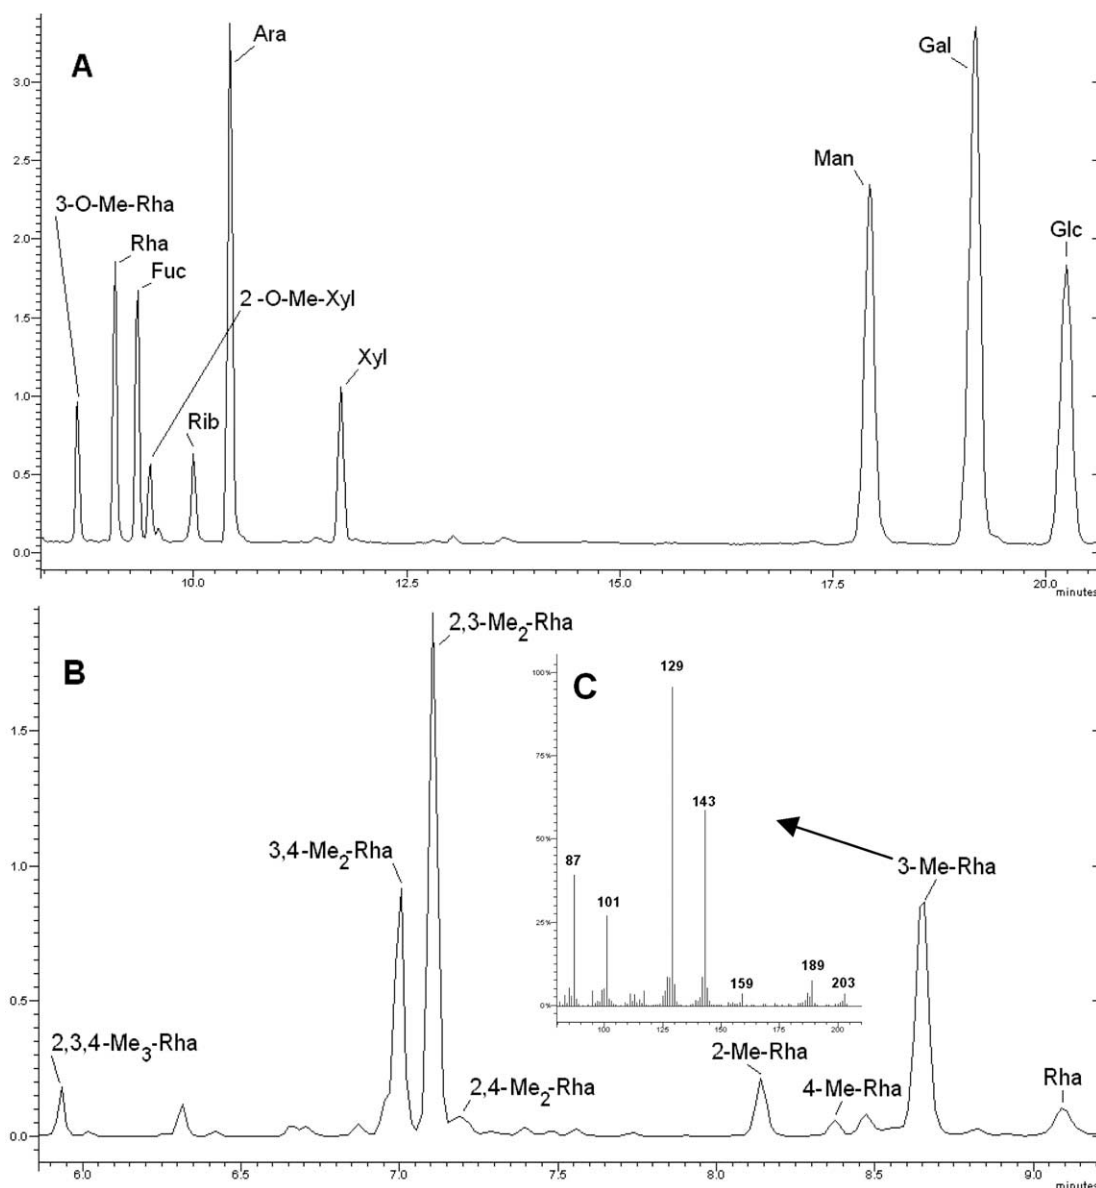 A
Ara
Gal
Man
3-O-Me-Rha
Rha
Fuc
Glc
2 -O-Me-Xyl
Xyl
Rib
3.0
2.5
2.0
1.5
1.0
0.5
0.0
10.0 12.5 15.0 17.5 20.0
minutes
B
2,3-Me2-Rha
3,4-Me2-Rha
2,3,4-Me3-Rha
2,4-Me2-Rha
2-Me-Rha
4-Me-Rha
3-Me-Rha
Rha
1.5
1.0
0.5
0.0
6.0 6.5 7.0 7.5 8.0 8.5 9.0
minutes
C
129
143
87
101
159
189
203
100%
75%
50%
25%
0%
100 125 150 175 200